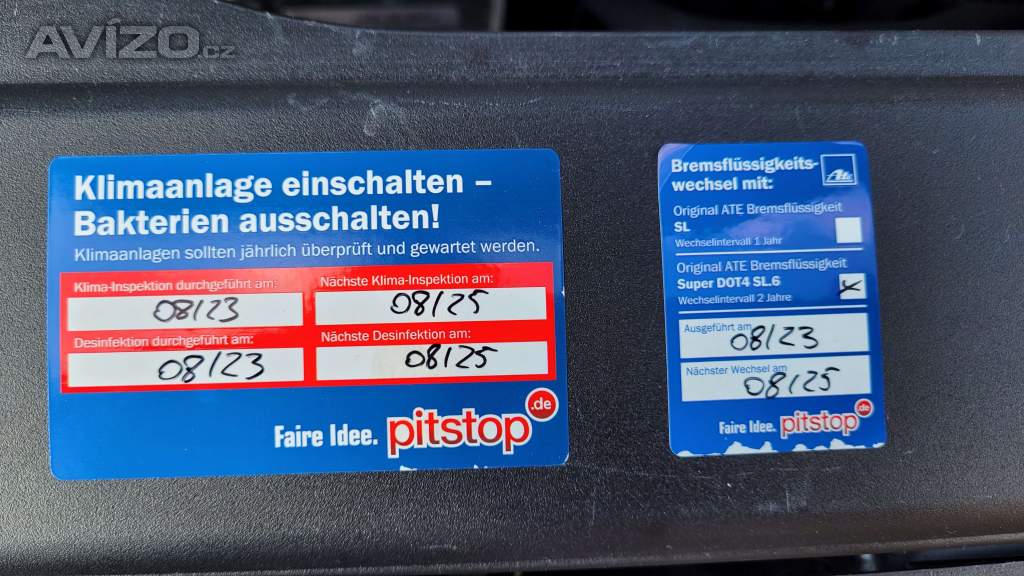 AVÍZO.cz
Klimaanlage einschalten –
Bakterien ausschalten!
Klimaanlagen sollten jährlich überprüft und gewartet werden.
Klima-Inspektion durchgeführt am:
08/23
Nächste Klima-Inspektion am:
08/25
Desinfektion durchgeführt am:
08/23
Nächste Desinfektion am:
08/25
Faire Idee. pitstop.de
Bremsflüssigkeits-
wechsel mit:
Ate
Original ATE Bremsflüssigkeit
SL
Wechselintervall 1 Jahr
Original ATE Bremsflüssigkeit
Super DOT4 SL.6
Wechselintervall 2 Jahre
Ausgeführt am
08/23
Nächster Wechsel am
08/25
Faire Idee. pitstop.de